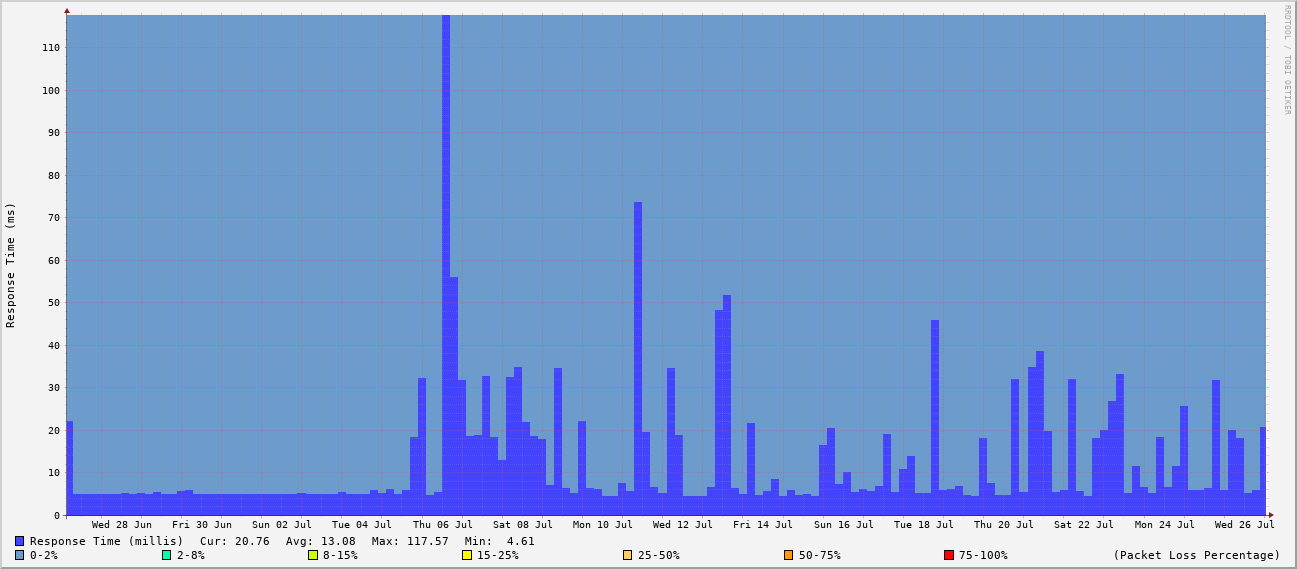 RRDTOOL / TOBI OETIKER
Response Time (ms)
110
100
90
80
70
60
50
40
30
20
10
0
Wed 28 Jun Fri 30 Jun Sun 02 Jul Tue 04 Jul Thu 06 Jul Sat 08 Jul Mon 10 Jul Wed 12 Jul Fri 14 Jul Sun 16 Jul Tue 18 Jul Thu 20 Jul Sat 22 Jul Mon 24 Jul Wed 26 Jul
Response Time (millis) Cur: 20.76 Avg: 13.08 Max: 117.57 Min: 4.61
0-2% 2-8% 8-15% 15-25% 25-50% 50-75% 75-100% (Packet Loss Percentage)